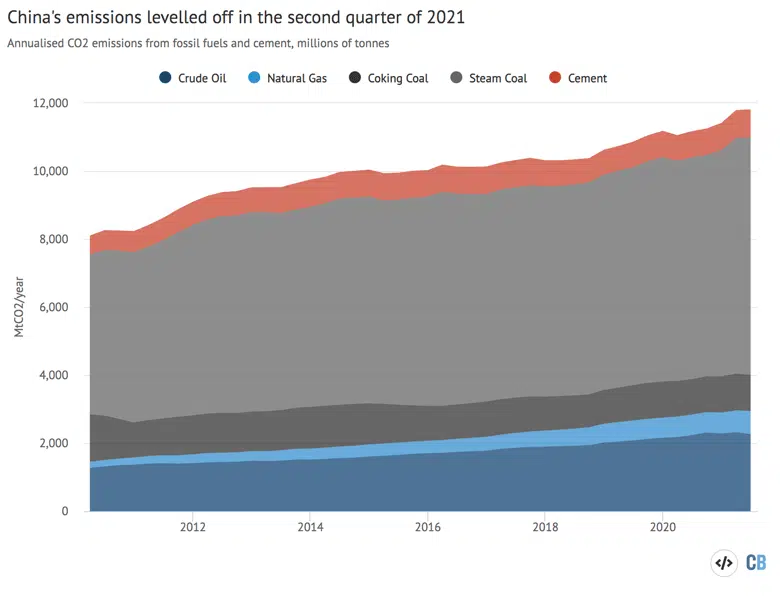 China's emissions levelled off in the second quarter of 2021
Annualised CO2 emissions from fossil fuels and cement, millions of tonnes
Crude Oil Natural Gas Coking Coal Steam Coal Cement
12,000
10,000
8,000
6,000
4,000
2,000
0
MtCO2/year
2012 2014 2016 2018 2020
</> CB